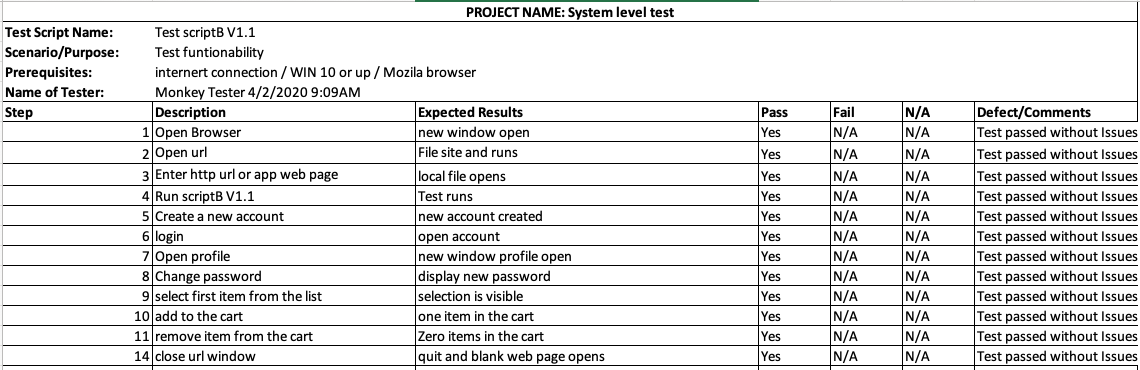 PROJECT NAME: System level test
Test Script Name: Test scriptB V1.1
Scenario/Purpose: Test funtionability
Prerequisites: internert connection / WIN 10 or up / Mozila browser
Name of Tester: Monkey Tester 4/2/2020 9:09AM
Step Description Expected Results Pass Fail N/A Defect/Comments
1 Open Browser new window open Yes N/A N/A Test passed without Issues
2 Open url File site and runs Yes N/A N/A Test passed without Issues
3 Enter http url or app web page local file opens Yes N/A N/A Test passed without Issues
4 Run scriptB V1.1 Test runs Yes N/A N/A Test passed without Issues
5 Create a new account new account created Yes N/A N/A Test passed without Issues
6 login open account Yes N/A N/A Test passed without Issues
7 Open profile new window profile open Yes N/A N/A Test passed without Issues
8 Change password display new password Yes N/A N/A Test passed without Issues
9 select first item from the list selection is visible Yes N/A N/A Test passed without Issues
10 add to the cart one item in the cart Yes N/A N/A Test passed without Issues
11 remove item from the cart Zero items in the cart Yes N/A N/A Test passed without Issues
14 close url window quit and blank web page opens Yes N/A N/A Test passed without Issues